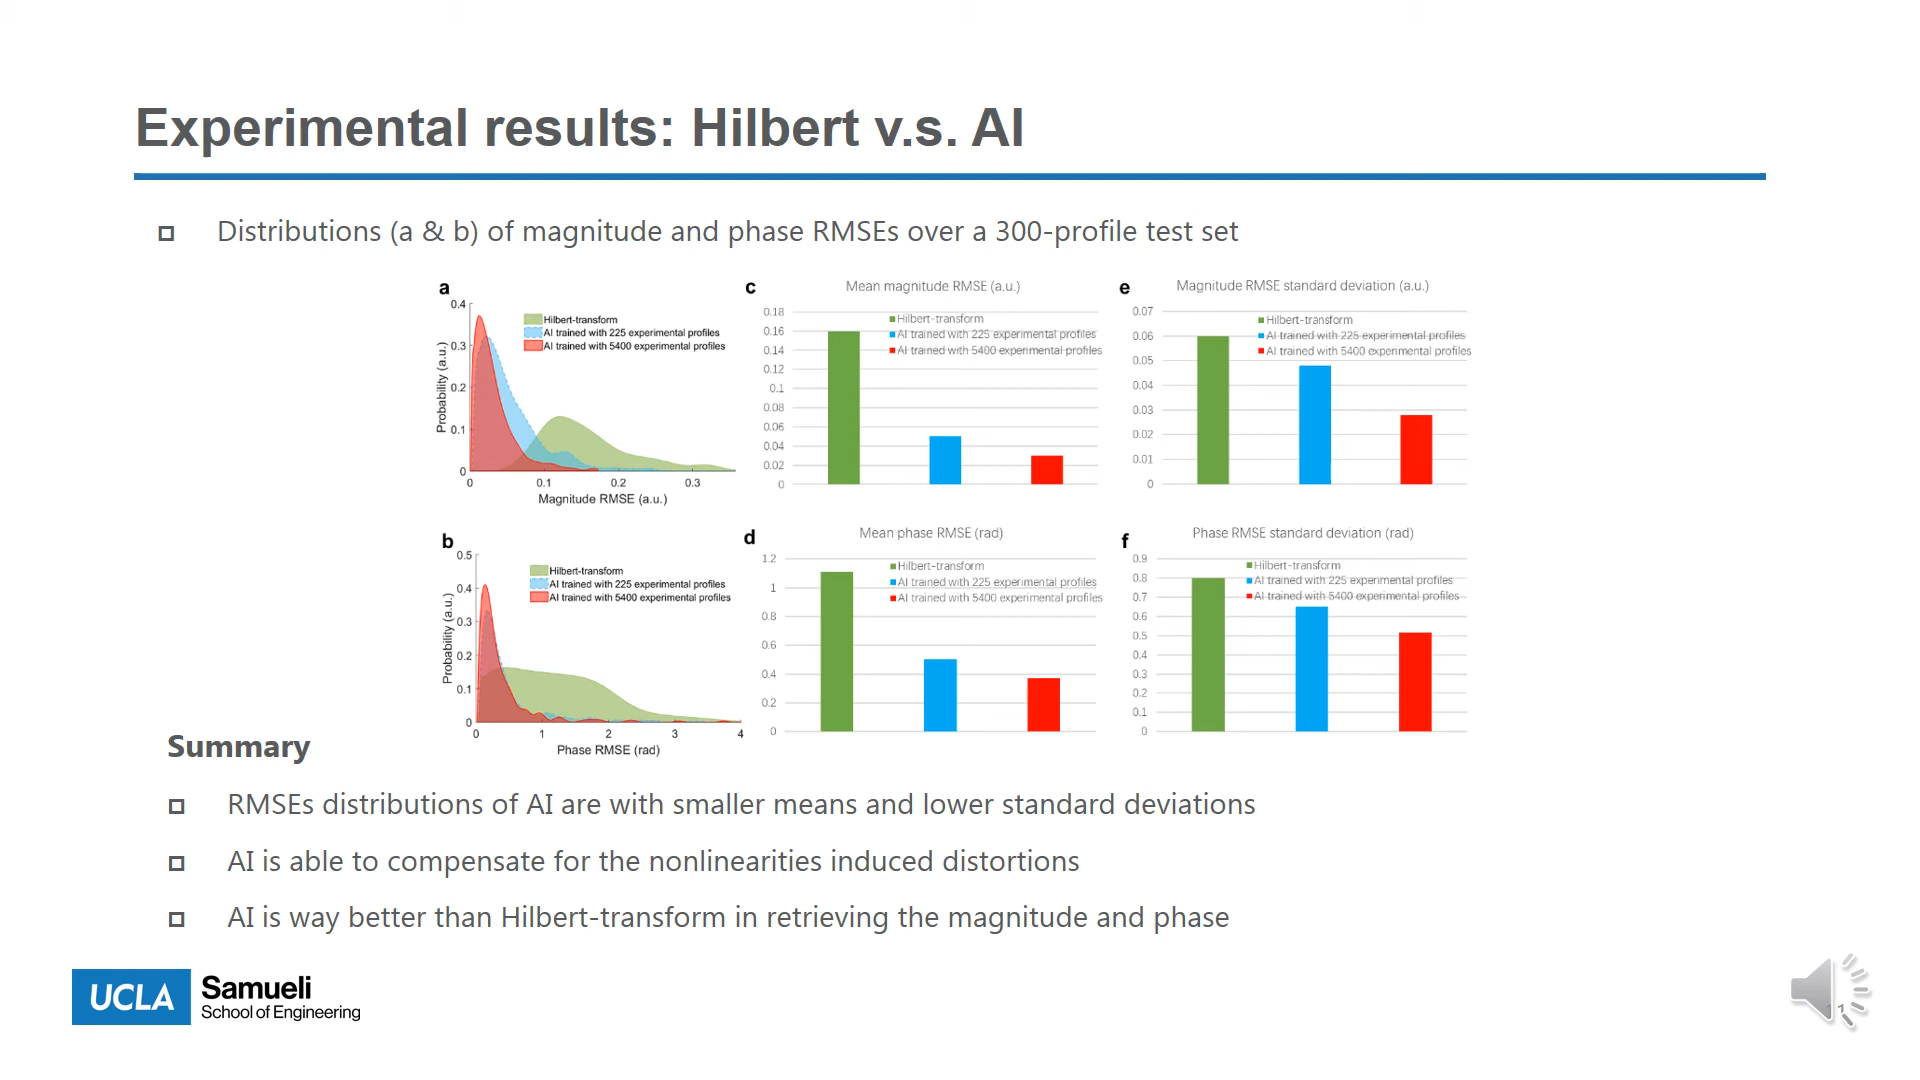 Experimental results: Hilbert v.s. AI
Distributions (a & b) of magnitude and phase RMSEs over a 300-profile test set
a
0.4
0.3
0.2
0.1
0
Probability (a.u.)
Hilbert-transform
AI trained with 225 experimental profiles
AI trained with 5400 experimental profiles
0 0.1 0.2 0.3
Magnitude RMSE (a.u.)
c
Mean magnitude RMSE (a.u.)
0.18
0.16
0.14
0.12
0.1
0.08
0.06
0.04
0.02
0
Hilbert-transform
AI trained with 225 experimental profiles
AI trained with 5400 experimental profiles
e
Magnitude RMSE standard deviation (a.u.)
0.07
0.06
0.05
0.04
0.03
0.02
0.01
0
Hilbert-transform
AI trained with 225 experimental profiles
AI trained with 5400 experimental profiles
b
0.5
0.4
0.3
0.2
0.1
0
Probability (a.u.)
Hilbert-transform
AI trained with 225 experimental profiles
AI trained with 5400 experimental profiles
0 1 2 3 4
Phase RMSE (rad)
d
Mean phase RMSE (rad)
1.2
1
0.8
0.6
0.4
0.2
0
Hilbert-transform
AI trained with 225 experimental profiles
AI trained with 5400 experimental profiles
f
Phase RMSE standard deviation (rad)
0.9
0.8
0.7
0.6
0.5
0.4
0.3
0.2
0.1
0
Hilbert-transform
AI trained with 225 experimental profiles
AI trained with 5400 experimental profiles
Summary
RMSEs distributions of AI are with smaller means and lower standard deviations
AI is able to compensate for the nonlinearities induced distortions
AI is way better than Hilbert-transform in retrieving the magnitude and phase
UCLA
Samueli
School of Engineering